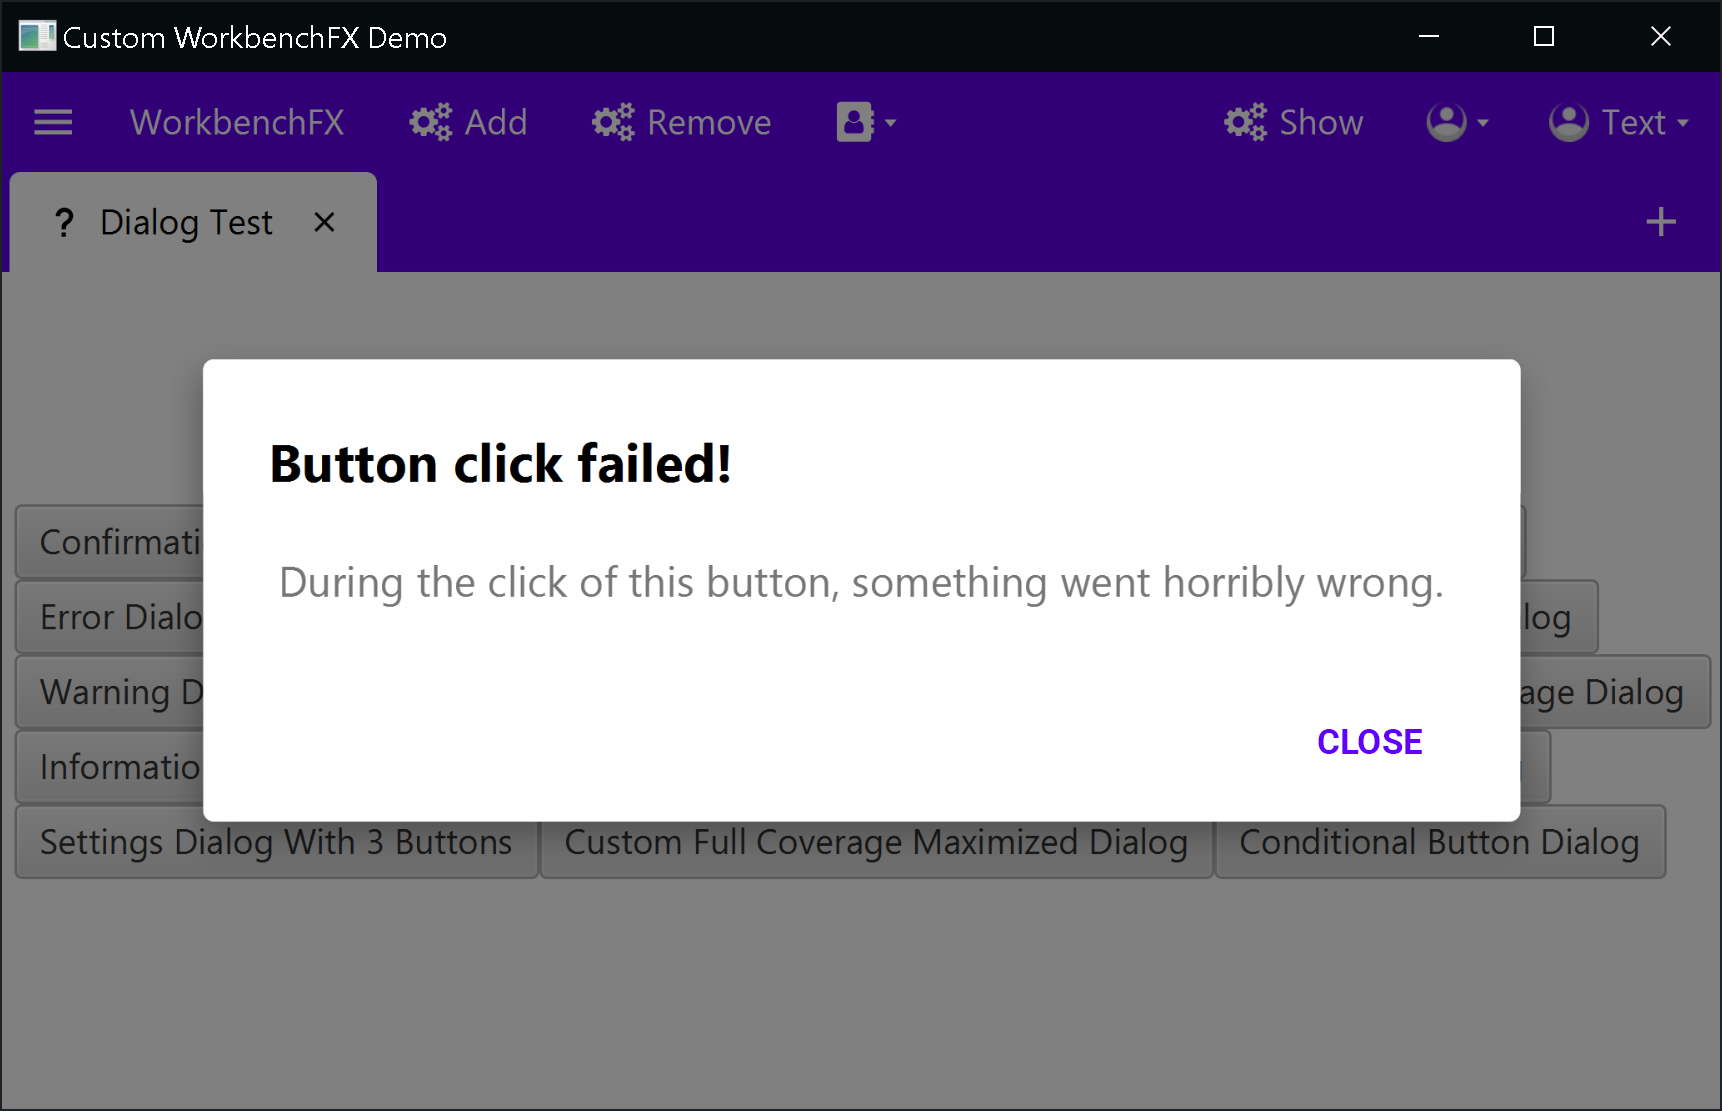 Custom WorkbenchFX Demo
WorkbenchFX Add Remove Show Text
? Dialog Test
Button click failed!
During the click of this button, something went horribly wrong.
CLOSE
Confirmati
Error Dialo log
Warning D age Dialog
Informatio
Settings Dialog With 3 Buttons Custom Full Coverage Maximized Dialog Conditional Button Dialog